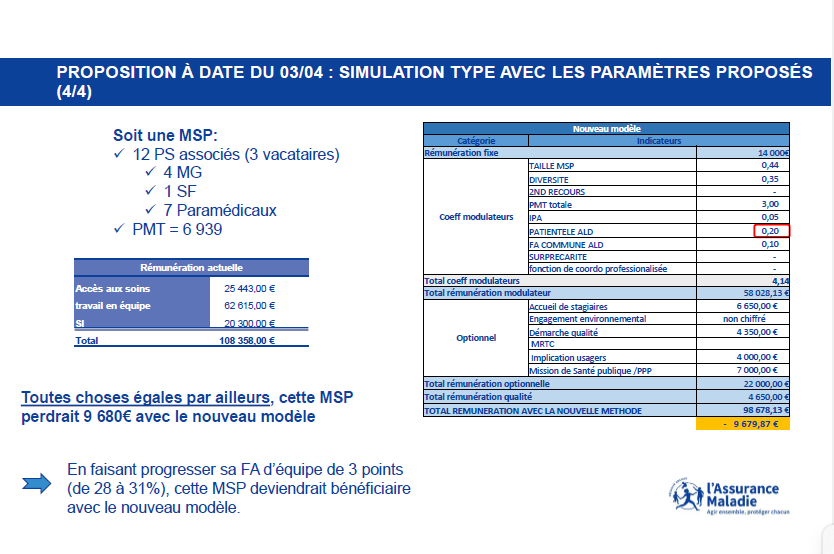 PROPOSITION À DATE DU 03/04 : SIMULATION TYPE AVEC LES PARAMÈTRES PROPOSÉS
(4/4)
Soit une MSP:
✓ 12 PS associés (3 vacataires)
✓ 4 MG
✓ 1 SF
✓ 7 Paramédicaux
✓ PMT = 6 939
Rémunération actuelle
Accès aux soins 25 443,00 €
travail en équipe 62 615,00 €
SI 20 300,00 €
Total 108 358,00 €
Toutes choses égales par ailleurs, cette MSP
perdrait 9 680€ avec le nouveau modèle
En faisant progresser sa FA d'équipe de 3 points
(de 28 à 31%), cette MSP deviendrait bénéficiaire
avec le nouveau modèle.
Nouveau modèle
Catégorie Indicateurs
Rémunération fixe 14 000€
Coeff modulateurs
TAILLE MSP 0,44
DIVERSITE 0,35
2ND RECOURS -
PMT totale 3,00
IPA 0,05
PATIENTELE ALD 0,20
FA COMMUNE ALD 0,10
SURPRECARITE -
fonction de coordo professionalisée -
Total coeff modulateurs 4,14
Total rémunération modulateur 58 028,13 €
Optionnel
Accueil de stagiaires 6 650,00 €
Engagement environnemental non chiffré
Démarche qualité 4 350,00 €
MRTC
Implication usagers 4 000,00 €
Mission de Santé publique /PPP 7 000,00 €
Total rémunération optionnelle 22 000,00 €
Total rémunération qualité 4 650,00 €
TOTAL REMUNERATION AVEC LA NOUVELLE METHODE 98 678,13 €
- 9 679,87 €
l'Assurance
Maladie
Agir ensemble, protéger chacun